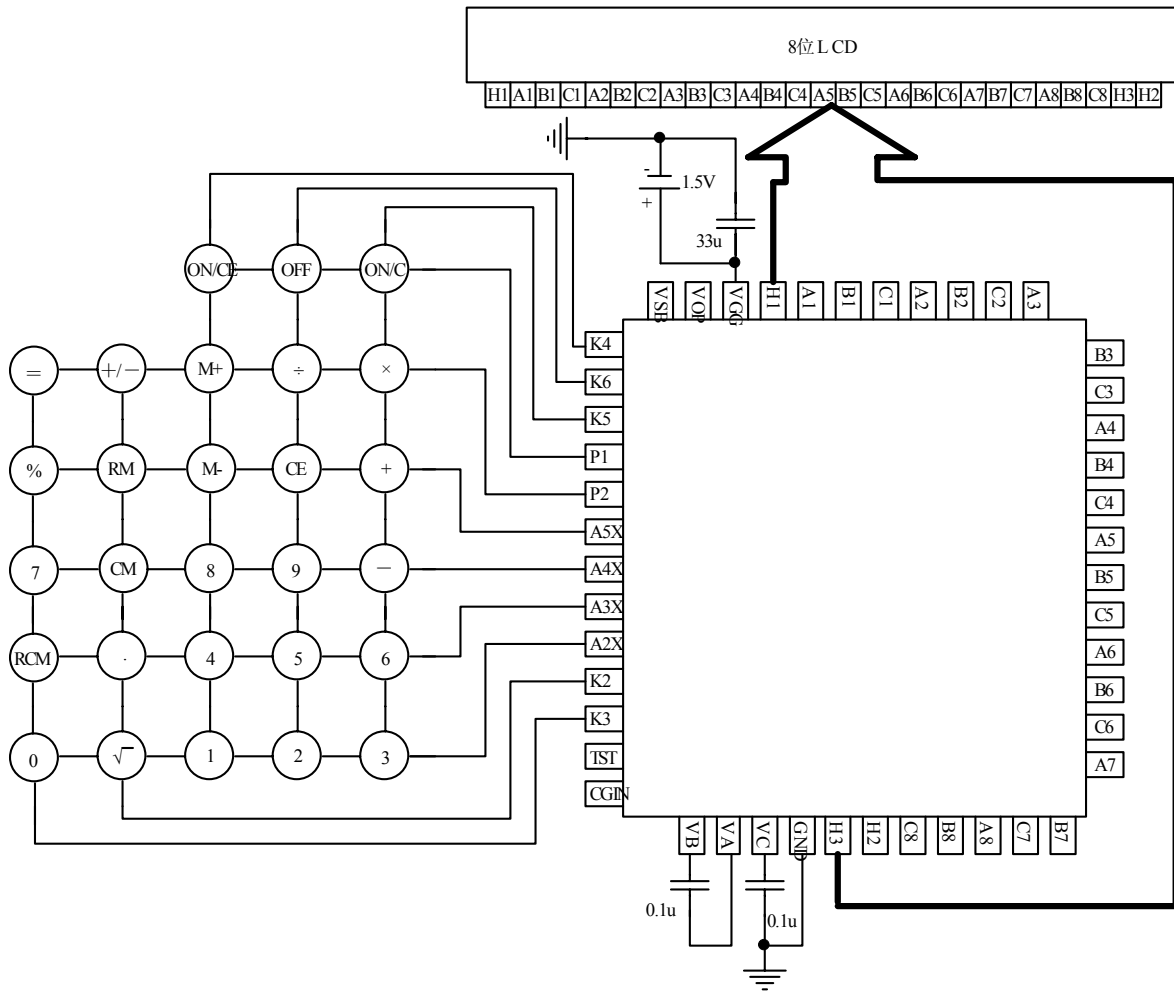 8位LCD
H1 A1 B1 C1 A2 B2 C2 A3 B3 C3 A4 B4 C4 A5 B5 C5 A6 B6 C6 A7 B7 C7 A8 B8 C8 H3 H2
-
1.5V
+
33u
ON/CE OFF ON/C
VSB VOP VGG H1 A1 B1 C1 A2 B2 C2 A3
= +/− M+ ÷ ×
% RM M- CE +
7 CM 8 9 −
RCM . 4 5 6
0 √ 1 2 3
K4
K6
K5
P1
P2
A5X
A4X
A3X
A2X
K2
K3
TST
CGIN
B3
C3
A4
B4
C4
A5
B5
C5
A6
B6
C6
A7
VB VA VC GND H3 H2 C8 B8 A8 C7 B7
0.1u 0.1u